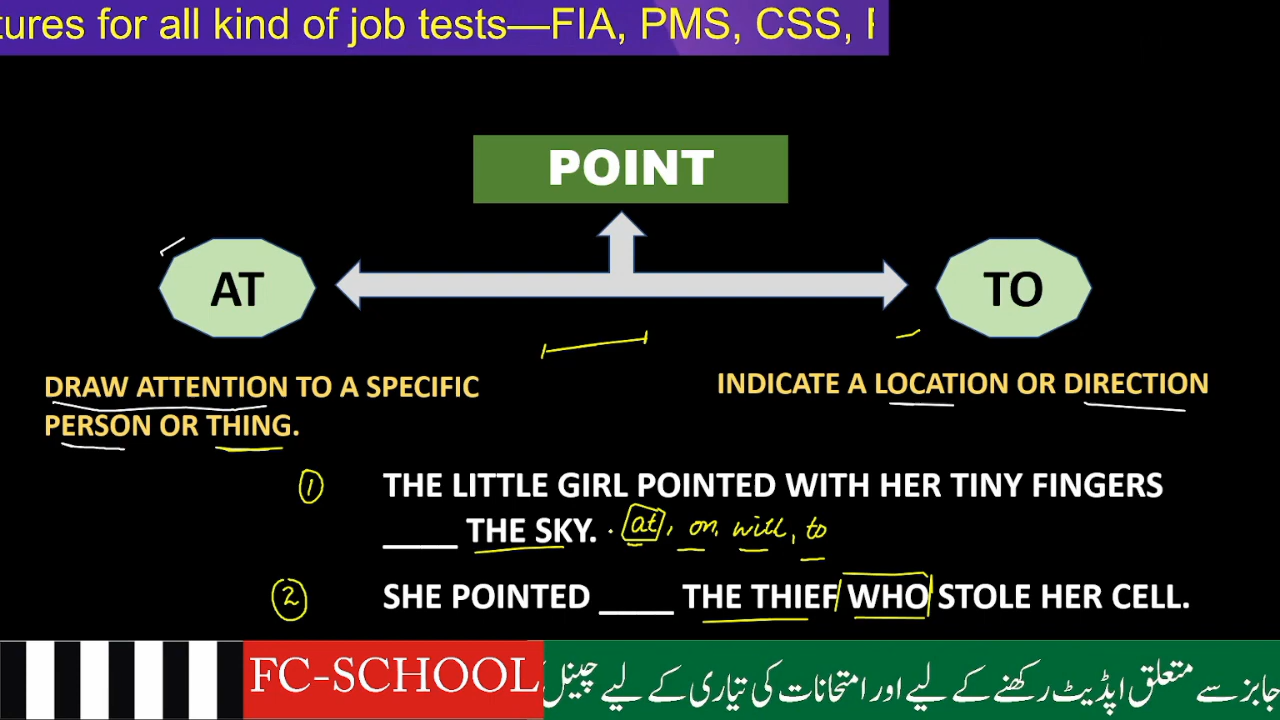 tures for all kind of job tests—FIA, PMS, CSS,
POINT
AT
TO
DRAW ATTENTION TO A SPECIFIC
PERSON OR THING.
INDICATE A LOCATION OR DIRECTION
1 THE LITTLE GIRL POINTED WITH HER TINY FINGERS
____ THE SKY. · at, on, will, to
2 SHE POINTED ____ THE THIEF WHO STOLE HER CELL.
FC-SCHOOL
جابز سے متعلق اپڈیٹ رکھنے کے لیے اور امتحانات کی تیاری کے لیے چینل